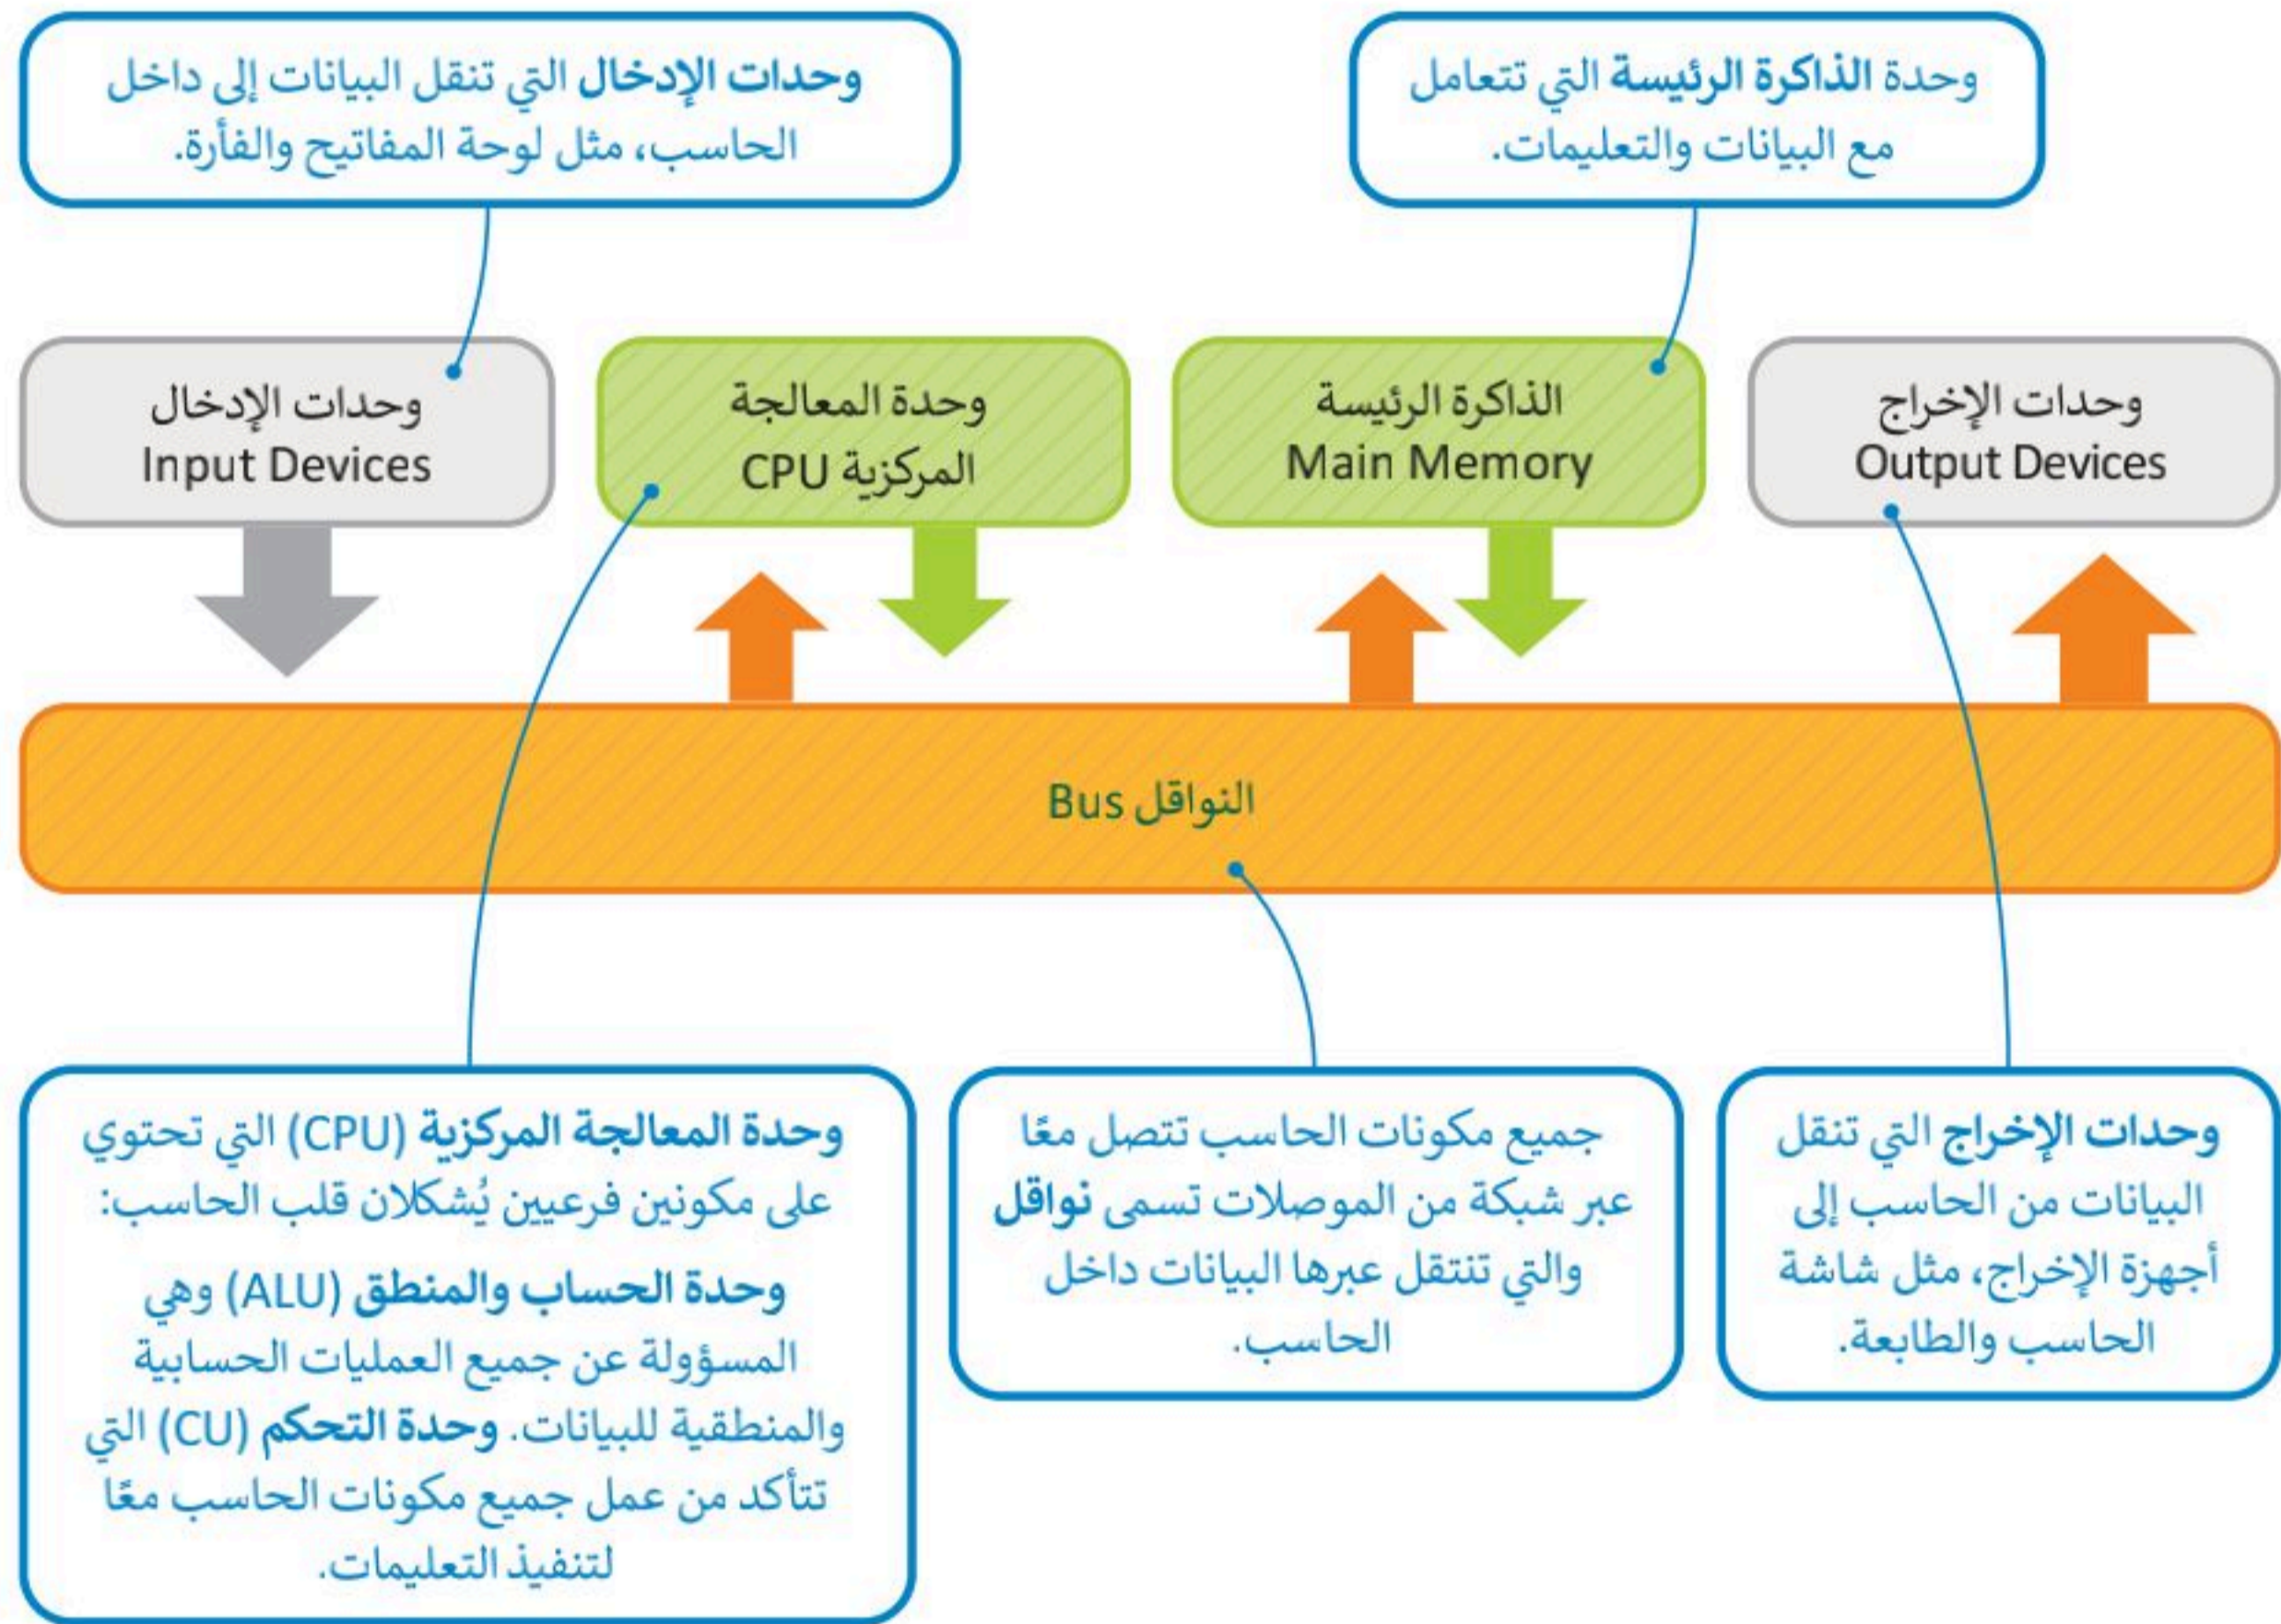 وحدات الإدخال التي تنقل البيانات إلى داخل
الحاسب، مثل لوحة المفاتيح والفأرة.
وحدة الذاكرة الرئيسة التي تتعامل
مع البيانات والتعليمات.
وحدات الإدخال
Input Devices
وحدة المعالجة
المركزية CPU
الذاكرة الرئيسة
Main Memory
وحدات الإخراج
Output Devices
النواقل Bus
وحدة المعالجة المركزية (CPU) التي تحتوي
على مكونين فرعيين يُشكلان قلب الحاسب:
وحدة الحساب والمنطق (ALU) وهي
المسؤولة عن جميع العمليات الحسابية
والمنطقية للبيانات. وحدة التحكم (CU) التي
تتأكد من عمل جميع مكونات الحاسب معًا
لتنفيذ التعليمات.
جميع مكونات الحاسب تتصل معًا
عبر شبكة من الموصلات تسمى نواقل
والتي تنتقل عبرها البيانات داخل
الحاسب.
وحدات الإخراج التي تنقل
البيانات من الحاسب إلى
أجهزة الإخراج، مثل شاشة
الحاسب والطابعة.